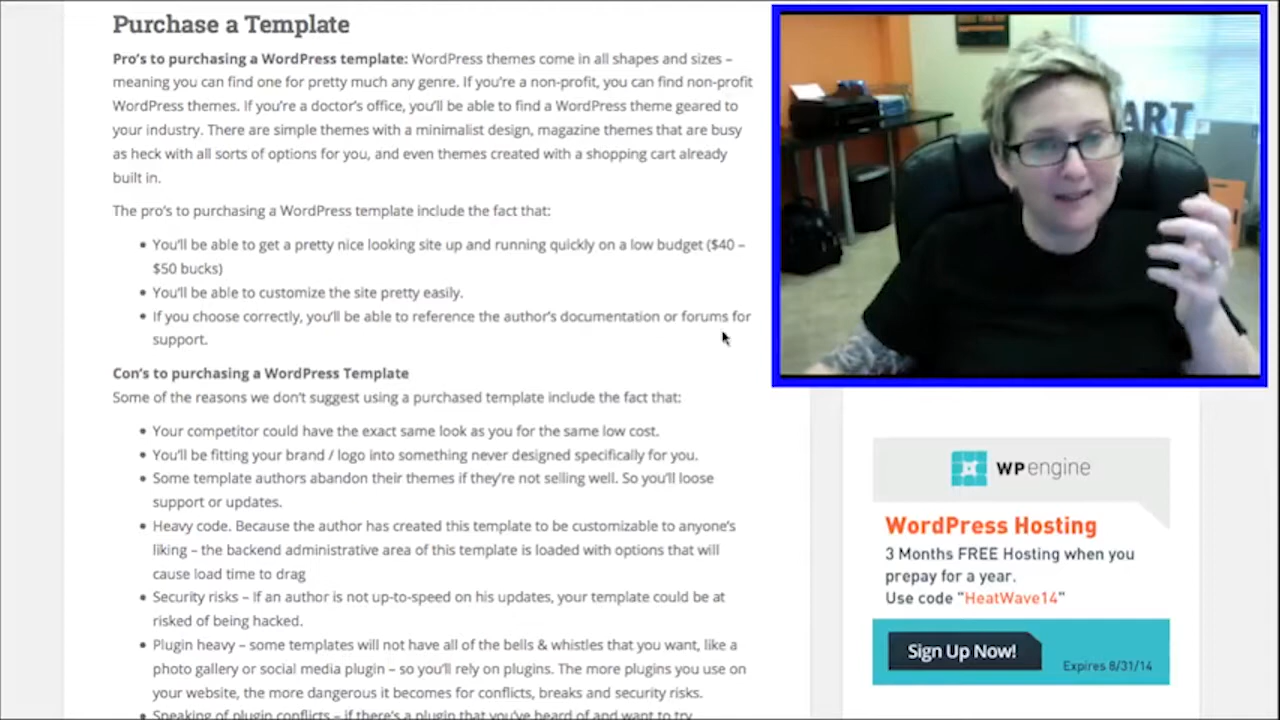 Purchase a Template
Pro's to purchasing a WordPress template: WordPress themes come in all shapes and sizes –
meaning you can find one for pretty much any genre. If you're a non-profit, you can find non-profit
WordPress themes. If you're a doctor's office, you'll be able to find a WordPress theme geared to
your industry. There are simple themes with a minimalist design, magazine themes that are busy
as heck with all sorts of options for you, and even themes created with a shopping cart already
built in.
The pro's to purchasing a WordPress template include the fact that:
• You'll be able to get a pretty nice looking site up and running quickly on a low budget ($40 –
$50 bucks)
• You'll be able to customize the site pretty easily.
• If you choose correctly, you'll be able to reference the author's documentation or forums for
support.
Con's to purchasing a WordPress Template
Some of the reasons we don't suggest using a purchased template include the fact that:
• Your competitor could have the exact same look as you for the same low cost.
• You'll be fitting your brand / logo into something never designed specifically for you.
• Some template authors abandon their themes if they're not selling well. So you'll loose
support or updates.
• Heavy code. Because the author has created this template to be customizable to anyone's
liking – the backend administrative area of this template is loaded with options that will
cause load time to drag
• Security risks – If an author is not up-to-speed on his updates, your template could be at
risked of being hacked.
• Plugin heavy – some templates will not have all of the bells & whistles that you want, like a
photo gallery or social media plugin – so you'll rely on plugins. The more plugins you use on
your website, the more dangerous it becomes for conflicts, breaks and security risks.
• Speaking of plugin conflicts – if there's a plugin that you've heard of and want to try
ART
WP engine
WordPress Hosting
3 Months FREE Hosting when you
prepay for a year.
Use code "HeatWave14"
Sign Up Now!
Expires 8/31/14